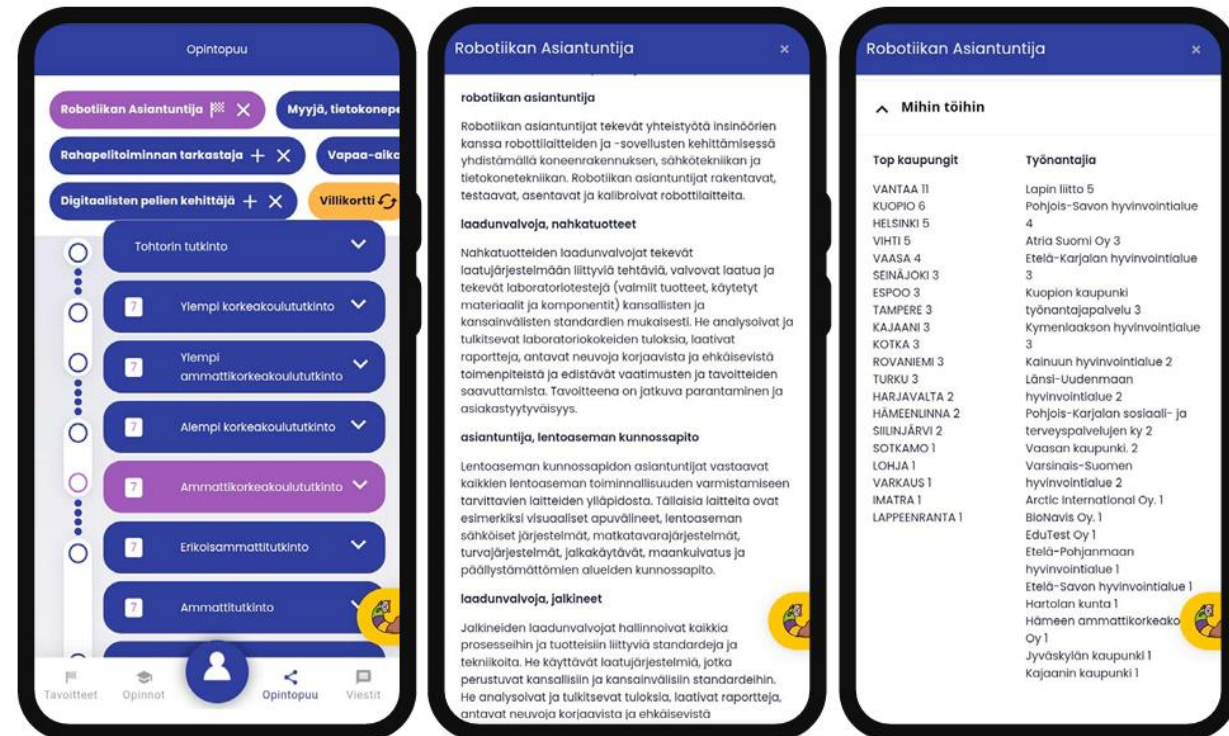 Opintopuu
Robotiikan Asiantuntija
Myyjä,
Rahapelitoiminnan tarkastaja +
Digitaalisten pelien kehittäjä +
Villikortti
Tohtorin tutkinto
7 Ylempi korkeakoulututkinto
7 Ylempi
ammattikorkeakoulututkinto
7 Alempi korkeakoulututkinto
7 Ammattikorkeakoulututkinto
7 Erikoisammattitutkinto
7 Ammattitutkinto
Tavoitteet
Opinnot
Opintopuu
Viestit
Robotiikan Asiantuntija ×
robotiikan asiantuntija
Robotiikan asiantuntijat tekevät yhteistyötä insinöörien
kanssa robottilaitteiden ja -sovellusten kehittämisessä
yhdistämällä koneenrakennuksen, sähkötekniikan ja
tietokonetekniikan. Robotiikan asiantuntijat rakentavat,
testaavat, asentavat ja kalibroivat robottilaitteita.
laadunvalvoja, nahkatuotteet
Nahkatuotteiden laadunvalvojat tekevät
laatujärjestelmään liittyviä tehtäviä, valvovat laatua ja
tekevät laboratoriotestejä (valmiit tuotteet, käytetyt
materiaalit ja komponentit) kansallisten ja
kansainvälisten standardien mukaisesti. He analysoivat ja
tulkitsevat laboratoriokokeiden tuloksia, laativat
raportteja, antavat neuvoja korjaavista ja ehkäisevistä
toimenpiteistä ja edistävät vaatimusten ja tavoitteiden
saavuttamista. Tavoitteena on jatkuva parantaminen ja
asiakastyytyväisyys.
asiantuntija, lentoaseman kunnossapito
Lentoaseman kunnossapidon asiantuntijat vastaavat
kaikkien lentoaseman toiminnallisuuden varmistamiseen
tarvittavien laitteiden ylläpidosta. Tällaisia laitteita ovat
esimerkiksi visuaaliset apuvälineet, lentoaseman
sähköiset järjestelmät, matkatavarajärjestelmät,
turvajärjestelmät, jalkakäytävät, maankuivatus ja
päällystämättömien alueiden kunnossapito.
laadunvalvoja, jalkineet
Jalkineiden laadunvalvojat hallinnoivat kaikkia
prosesseihin ja tuotteisiin liittyviä standardeja ja
tekniikoita. He käyttävät laatujärjestelmiä, jotka
perustuvat kansallisiin ja kansainvälisiin standardeihin.
He analysoivat ja tulkitsevat tuloksia, laativat raportteja,
antavat neuvoja korjaavista ja ehkäisevistä
Robotiikan Asiantuntija ×
Mihin töihin
Top kaupungit
VANTAA 11
KUOPIO 6
HELSINKI 5
VIHTI 5
VAASA 4
SEINÄJOKI 3
ESPOO 3
TAMPERE 3
KAJAANI 3
KOTKA 3
ROVANIEMI 3
TURKU 3
HARJAVALTA 2
HÄMEENLINNA 2
SIILINJÄRVI 2
SOTKAMO 1
LOHJA 1
VARKAUS 1
IMATRA 1
LAPPEENRANTA 1
Työnantajia
Lapin liitto 5
Pohjois-Savon hyvinvointialue
4
Atria Suomi Oy 3
Etelä-Karjalan hyvinvointialue
3
Kuopion kaupunki
työnantajapalvelu 3
Kymenlaakson hyvinvointialue
3
Kainuun hyvinvointialue 2
Länsi-Uudenmaan
hyvinvointialue 2
Pohjois-Karjalan sosiaali- ja
terveyspalvelujen ky 2
Vaasan kaupunki. 2
Varsinais-Suomen
hyvinvointialue 2
Arctic International Oy. 1
BioNavis Oy. 1
EduTest Oy 1
Etelä-Pohjanmaan
hyvinvointialue 1
Etelä-Savon hyvinvointialue 1
Hartolan kunta 1
Hämeen
Oy 1
Jyväskylän kaupunki 1
Kajaanin kaupunki 1